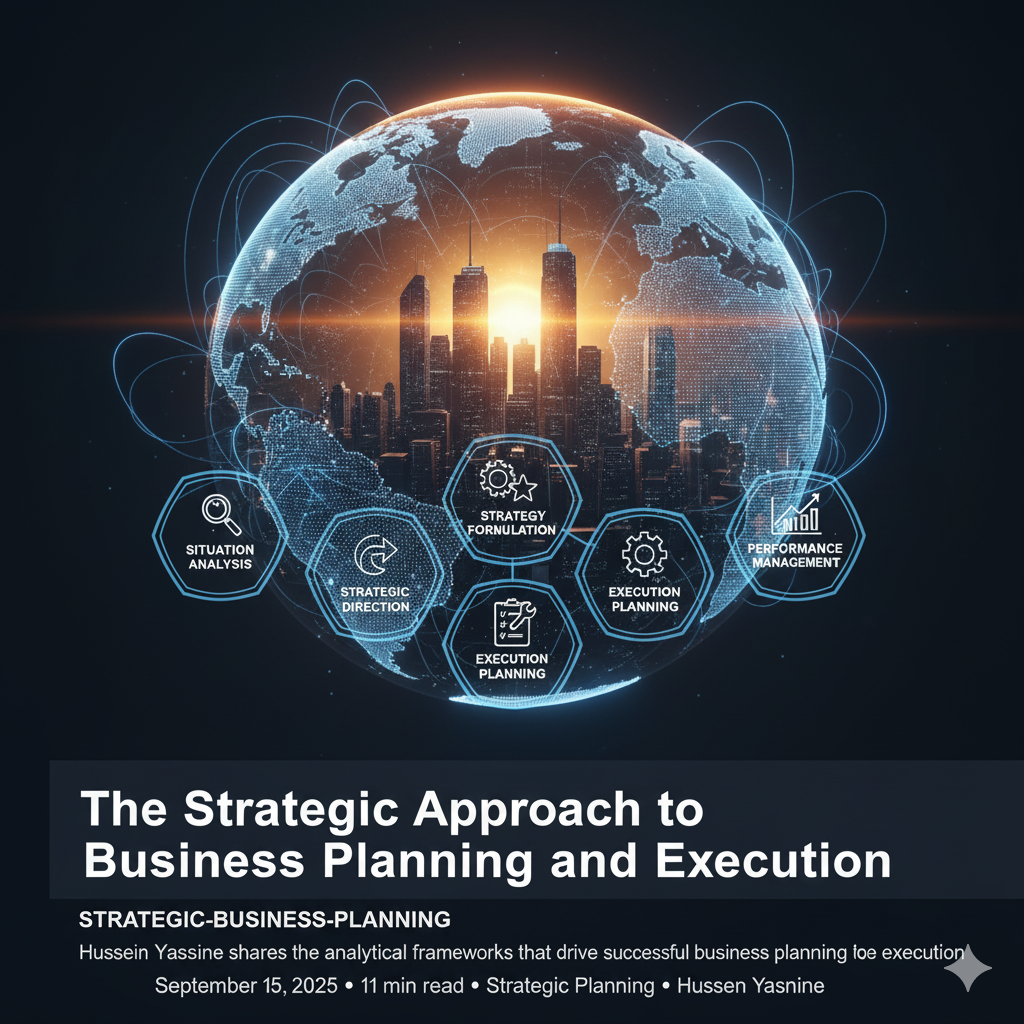 SITUATION
ANALYSIS
STRATEGIC
DIRECTION
STRATEGY
FORNULATION
EXECUTION
PLANNING
EXECUTION
PLANNING
PERFORMANCE
MANAGEMENT
The Strategic Approach to
Business Planning and Execution
STRATEGIC-BUSINESS-PLANNING
Hussein Yassine shares the analytical frameworks that drive successful business planning execution
September 15, 2025 • 11 min read • Strategic Planning • Hussen Yasnine